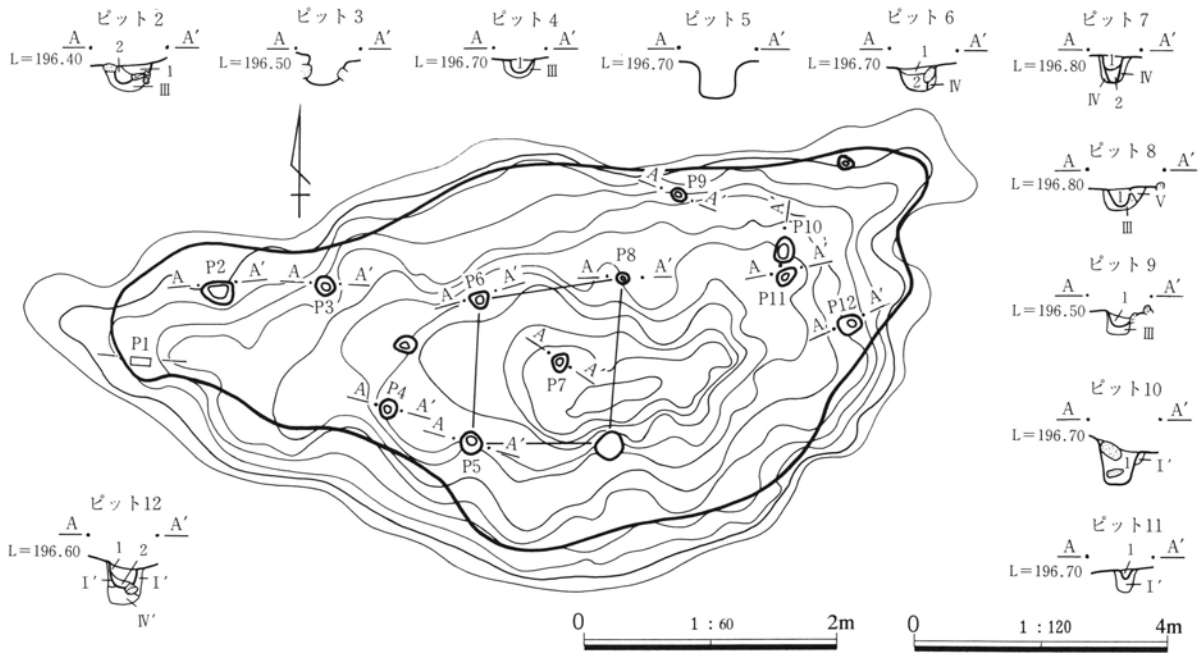 ピット2
A A′
L=196.40
2
1
III
ピット3
A A′
L=196.50
ピット4
A A′
L=196.70
1
III
ピット5
A A′
L=196.70
ピット6
A A′
L=196.70
1
2
IV
ピット7
A A′
L=196.80
1
IV
IV
2
ピット8
A A′
L=196.80
1
V
III
ピット9
A A′
L=196.50
1
III
ピット10
A A′
L=196.70
1
I′
ピット11
A A′
L=196.70
1
I′
ピット12
A A′
L=196.60
1 2
I′ I′
IV′
A P9
A′
A
P10
A P2 A′
A P3 A′
A P6 A′
A P8 A′
A A′
P11
P12 A′
A
P1
A
P7 A′
A P4 A′
A P5 A′
0 1:60 2m
0 1:120 4m